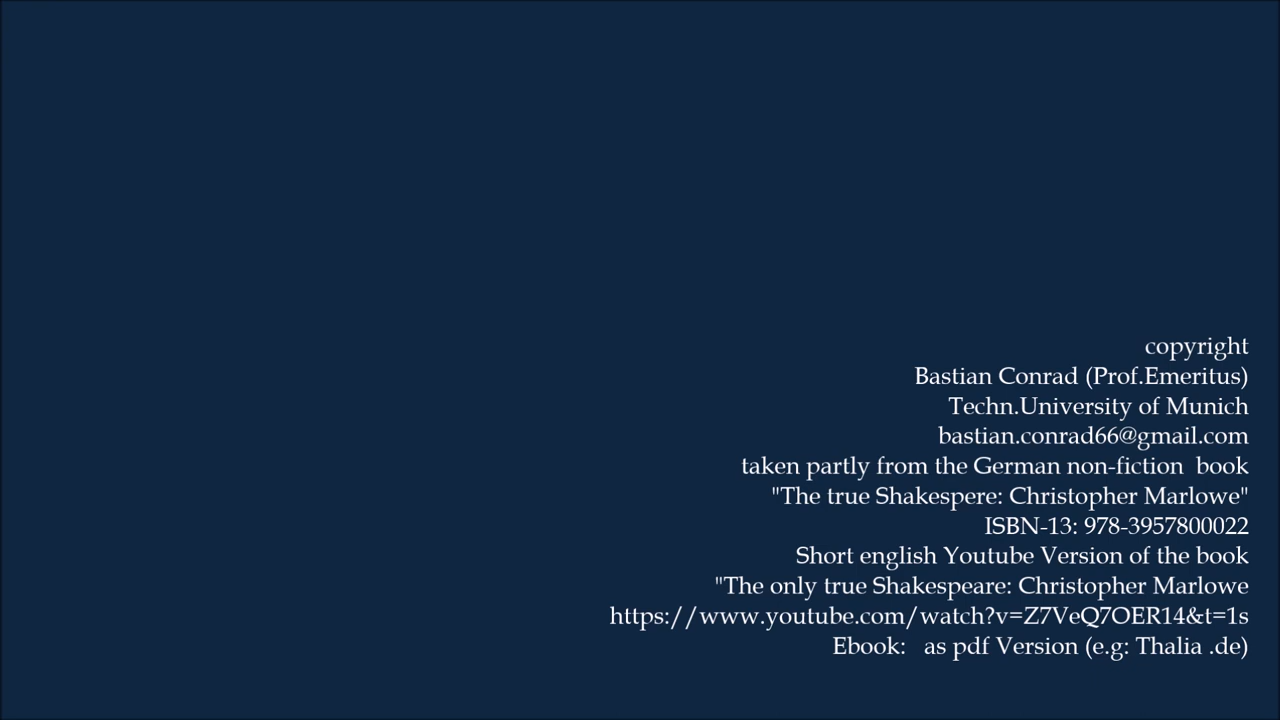 copyright
Bastian Conrad (Prof.Emeritus)
Techn.University of Munich
bastian.conrad66@gmail.com
taken partly from the German non-fiction  book
"The true Shakespere: Christopher Marlowe"
ISBN-13: 978-3957800022
Short english Youtube Version of the book
"The only true Shakespeare: Christopher Marlowe
https://www.youtube.com/watch?v=Z7VeQ7OER14&t=1s
Ebook:   as pdf Version (e.g: Thalia .de)